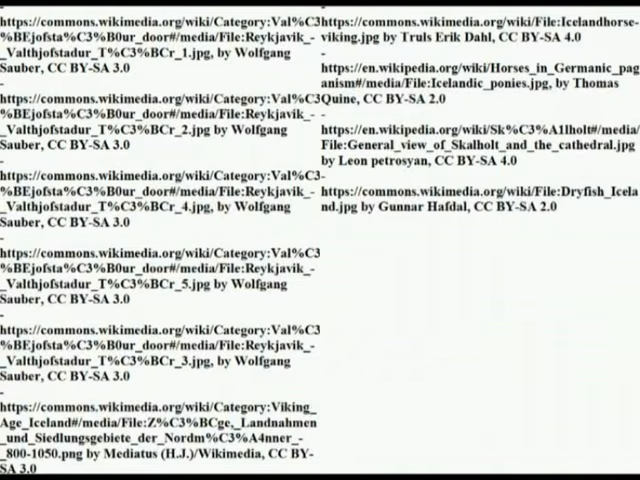 https://commons.wikimedia.org/wiki/Category:Val%C3
%BEjofsta%C3%B0ur_door#/media/File:Reykjavik_-
_Valthjofstadur_T%C3%BCr_1.jpg, by Wolfgang
Sauber, CC BY-SA 3.0
-
https://commons.wikimedia.org/wiki/Category:Val%C3
%BEjofsta%C3%B0ur_door#/media/File:Reykjavik_-
_Valthjofstadur_T%C3%BCr_2.jpg by Wolfgang
Sauber, CC BY-SA 3.0
-
https://commons.wikimedia.org/wiki/Category:Val%C3
%BEjofsta%C3%B0ur_door#/media/File:Reykjavik_-
_Valthjofstadur_T%C3%BCr_4.jpg, by Wolfgang
Sauber, CC BY-SA 3.0
-
https://commons.wikimedia.org/wiki/Category:Val%C3
%BEjofsta%C3%B0ur_door#/media/File:Reykjavik_-
_Valthjofstadur_T%C3%BCr_5.jpg by Wolfgang
Sauber, CC BY-SA 3.0
-
https://commons.wikimedia.org/wiki/Category:Val%C3
%BEjofsta%C3%B0ur_door#/media/File:Reykjavik_-
_Valthjofstadur_T%C3%BCr_3.jpg, by Wolfgang
Sauber, CC BY-SA 3.0
-
https://commons.wikimedia.org/wiki/Category:Viking_
Age_Iceland#/media/File:Z%C3%BCge,_Landnahmen
_und_Siedlungsgebiete_der_Nordm%C3%A4nner_-
_800-1050.png by Mediatus (H.J.)/Wikimedia, CC BY-
SA 3.0
https://commons.wikimedia.org/wiki/File:Icelandhorse-
viking.jpg by Truls Erik Dahl, CC BY-SA 4.0
-
https://en.wikipedia.org/wiki/Horses_in_Germanic_pag
anism#/media/File:Icelandic_ponies.jpg, by Thomas
Quine, CC BY-SA 2.0
-
https://en.wikipedia.org/wiki/Sk%C3%A1lholt#/media/
File:General_view_of_Skalholt_and_the_cathedral.jpg
by Leon petrosyan, CC BY-SA 4.0
-
https://commons.wikimedia.org/wiki/File:Dryfish_Icela
nd.jpg by Gunnar Hafdal, CC BY-SA 2.0